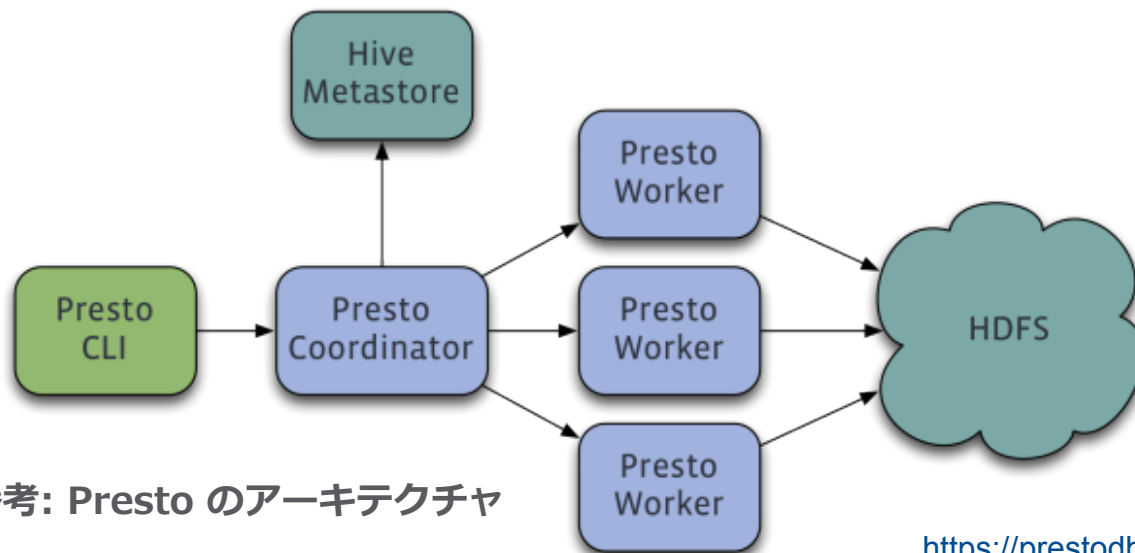 Hive
Metastore
Presto
Worker
Presto
CLI
Presto
Coordinator
Presto
Worker
HDFS
Presto
Worker
考: Presto のアーキテクチャ
https://prestodb